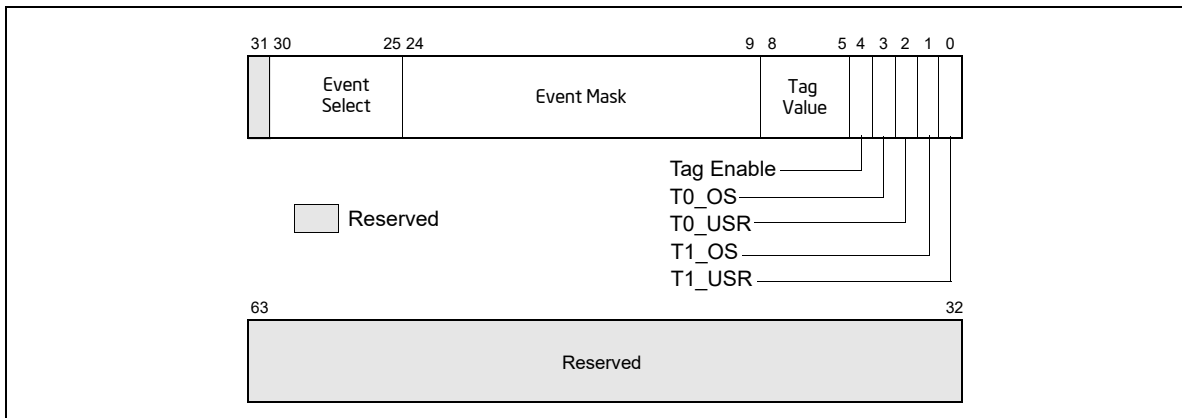 31 30 25 24 9 8 5 4 3 2 1 0
Event
Select
Event Mask
Tag
Value
Tag Enable
T0_OS
Reserved
T0_USR
T1_OS
T1_USR
63 32
Reserved